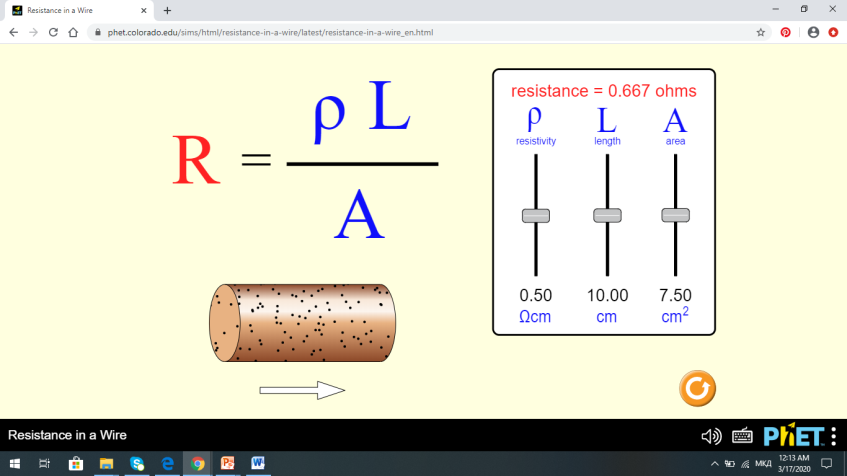 Resistance in a Wire
phet.colorado.edu/sims/html/resistance-in-a-wire/latest/resistance-in-a-wire_en.html
R = ρ L
A
resistance = 0.667 ohms
ρ L A
resistivity length area
0.50 10.00 7.50
Ωcm cm cm²
Resistance in a Wire
PhET
МКД
12:13 AM
3/17/2020